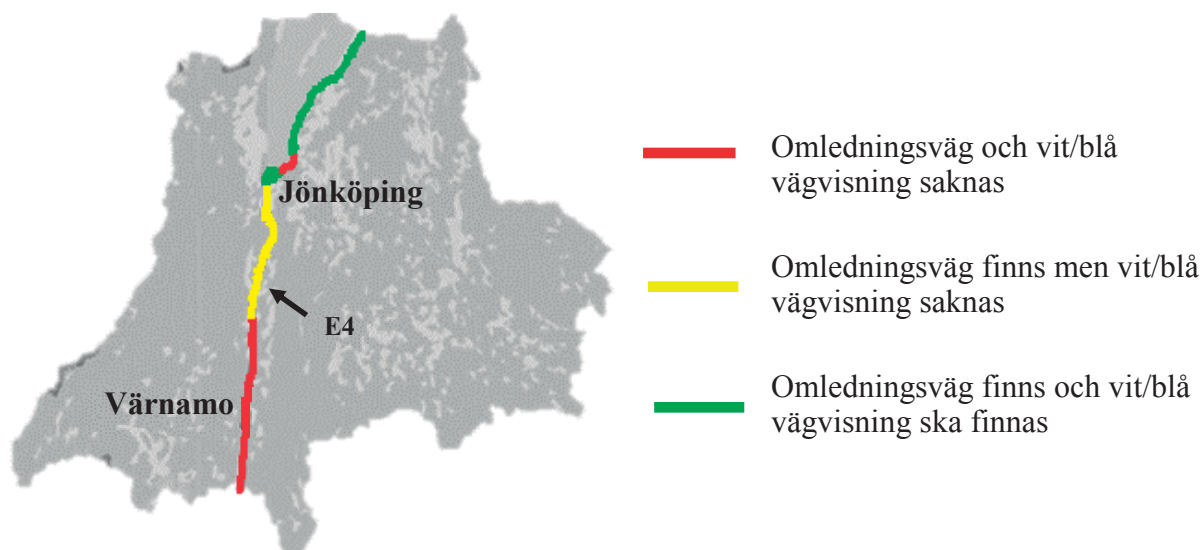 Jönköping
E4
Värnamo
Omledningsväg och vit/blå
vägvisning saknas
Omledningsväg finns men vit/blå
vägvisning saknas
Omledningsväg finns och vit/blå
vägvisning ska finnas